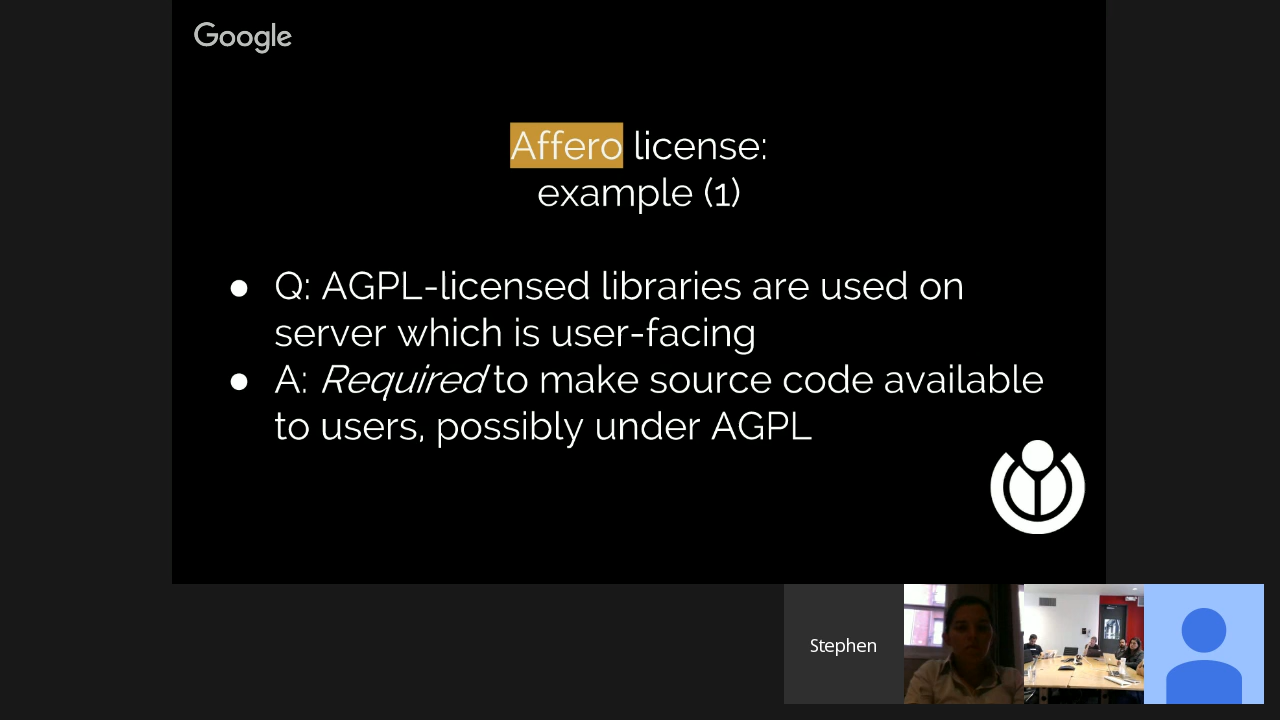 Google
Affero license:
example (1)
● Q: AGPL-licensed libraries are used on
server which is user-facing
● A: Required to make source code available
to users, possibly under AGPL
Stephen